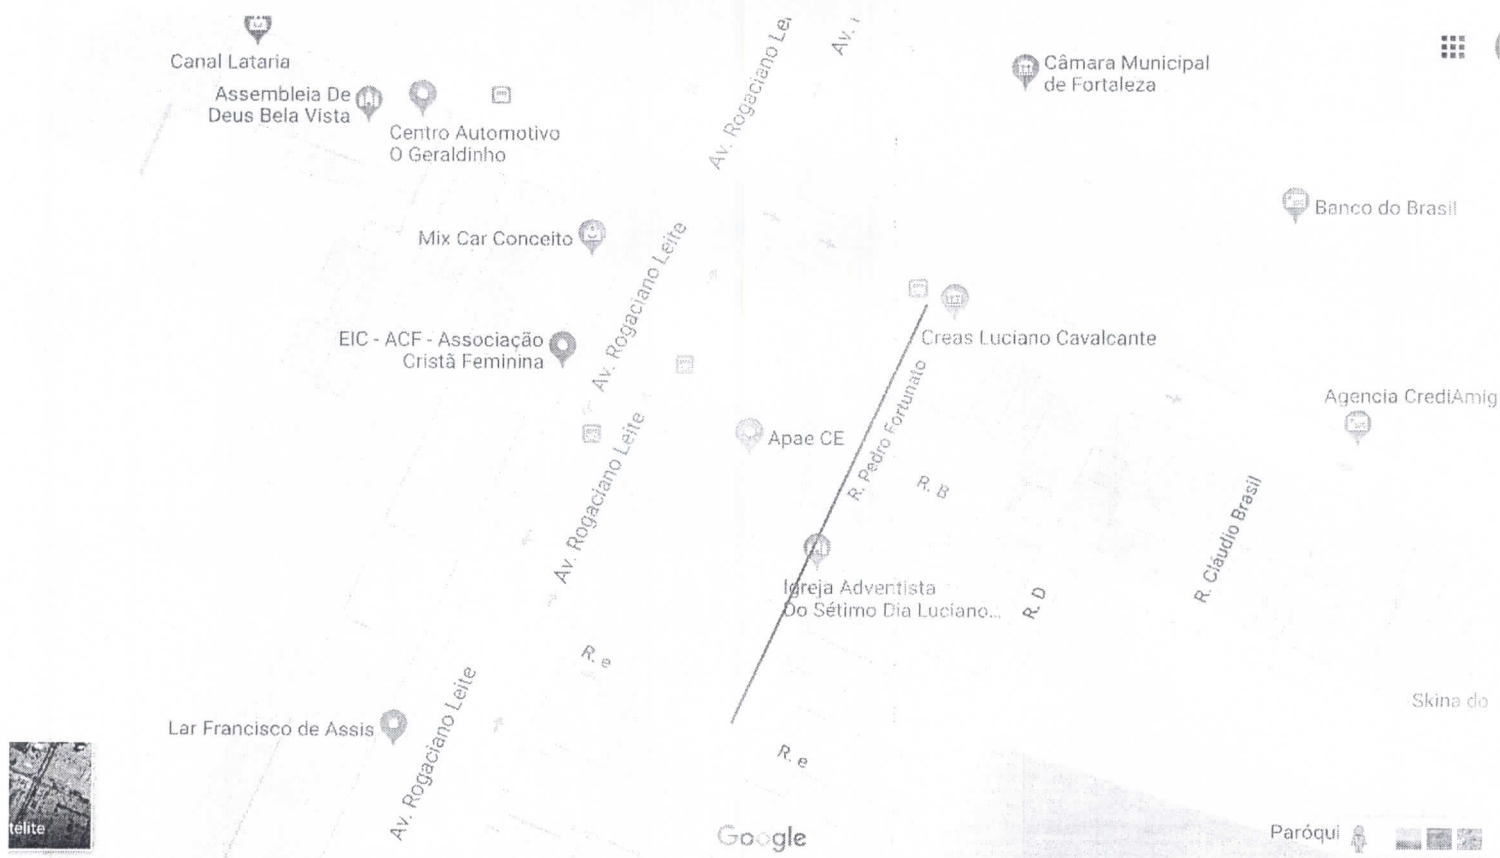 Av. Rogaciano Lei
Av. 
Canal Lataria
Câmara Municipal
de Fortaleza
Assembleia De
Deus Bela Vista
Centro Automotivo
O Geraldinho
Banco do Brasil
Mix Car Conceito
Av. Rogaciano Leite
EIC - ACF - Associação
Cristã Feminina
Creas Luciano Cavalcante
R. Pedro Fortunato
Agencia CrediAmig
Apae CE
Av. Rogaciano Leite
R. B
R. Cláudio Brasil
Igreja Adventista
Do Sétimo Dia Luciano...
R. D
R. e
Skina do
Lar Francisco de Assis
Av. Rogaciano Leite
R. e
télite
Google
Paróqui